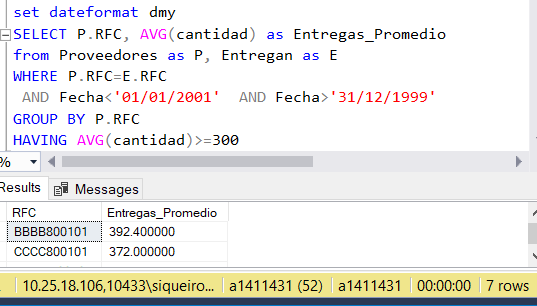 set dateformat dmy
SELECT P.RFC, AVG(cantidad) as Entregas_Promedio
from Proveedores as P, Entregan as E
WHERE P.RFC=E.RFC
AND Fecha<'01/01/2001'  AND Fecha>'31/12/1999'
GROUP BY P.RFC
HAVING AVG(cantidad)>=300
%
Results Messages
RFC Entregas_Promedio
BBBB800101 392.400000
CCCC800101 372.000000
10.25.18.106,10433\siqueiro... a1411431 (52) a1411431 00:00:00 7 rows